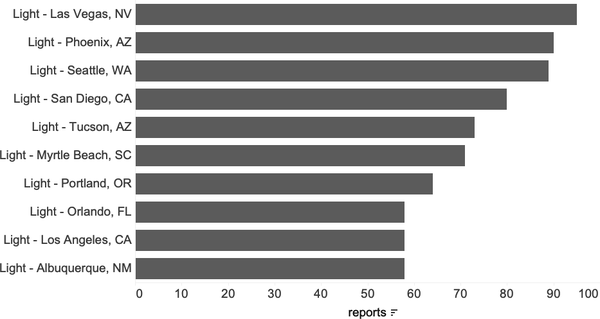 Light - Las Vegas, NV
Light - Phoenix, AZ
Light - Seattle, WA
Light - San Diego, CA
Light - Tucson, AZ
Light - Myrtle Beach, SC
Light - Portland, OR
Light - Orlando, FL
Light - Los Angeles, CA
Light - Albuquerque, NM
0 10 20 30 40 50 60 70 80 90 100
reports